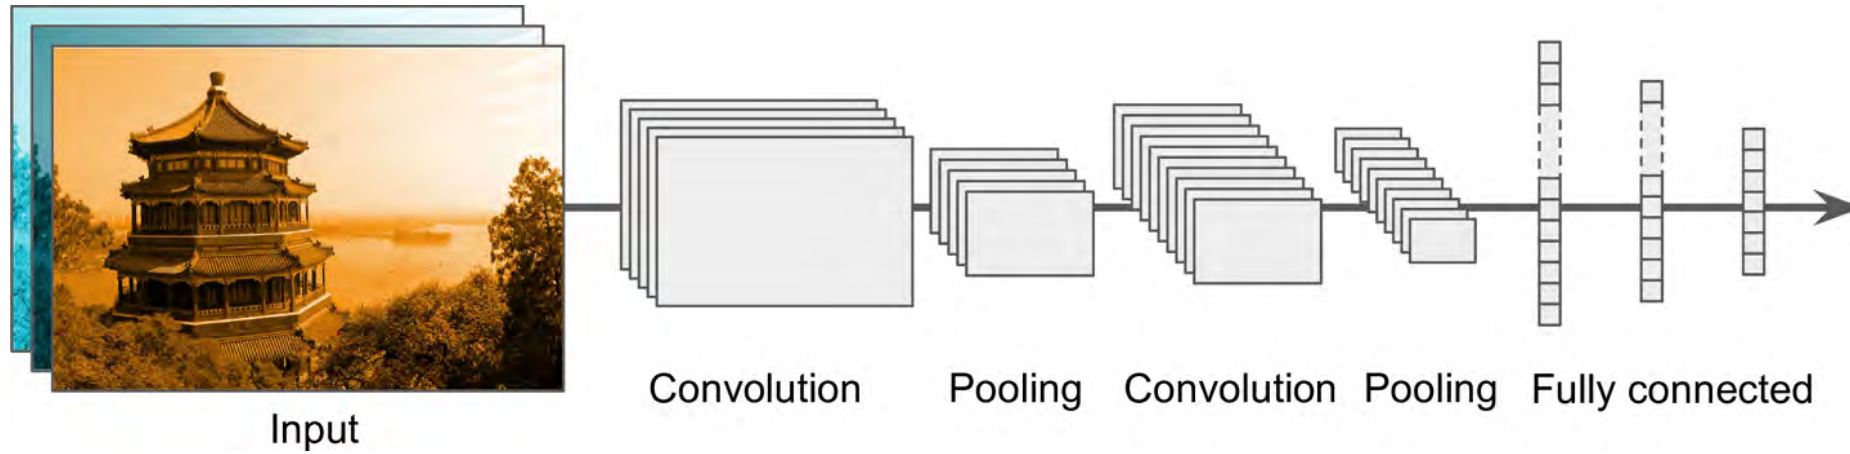 Convolution
Pooling
Convolution
Pooling
Fully connected
Input